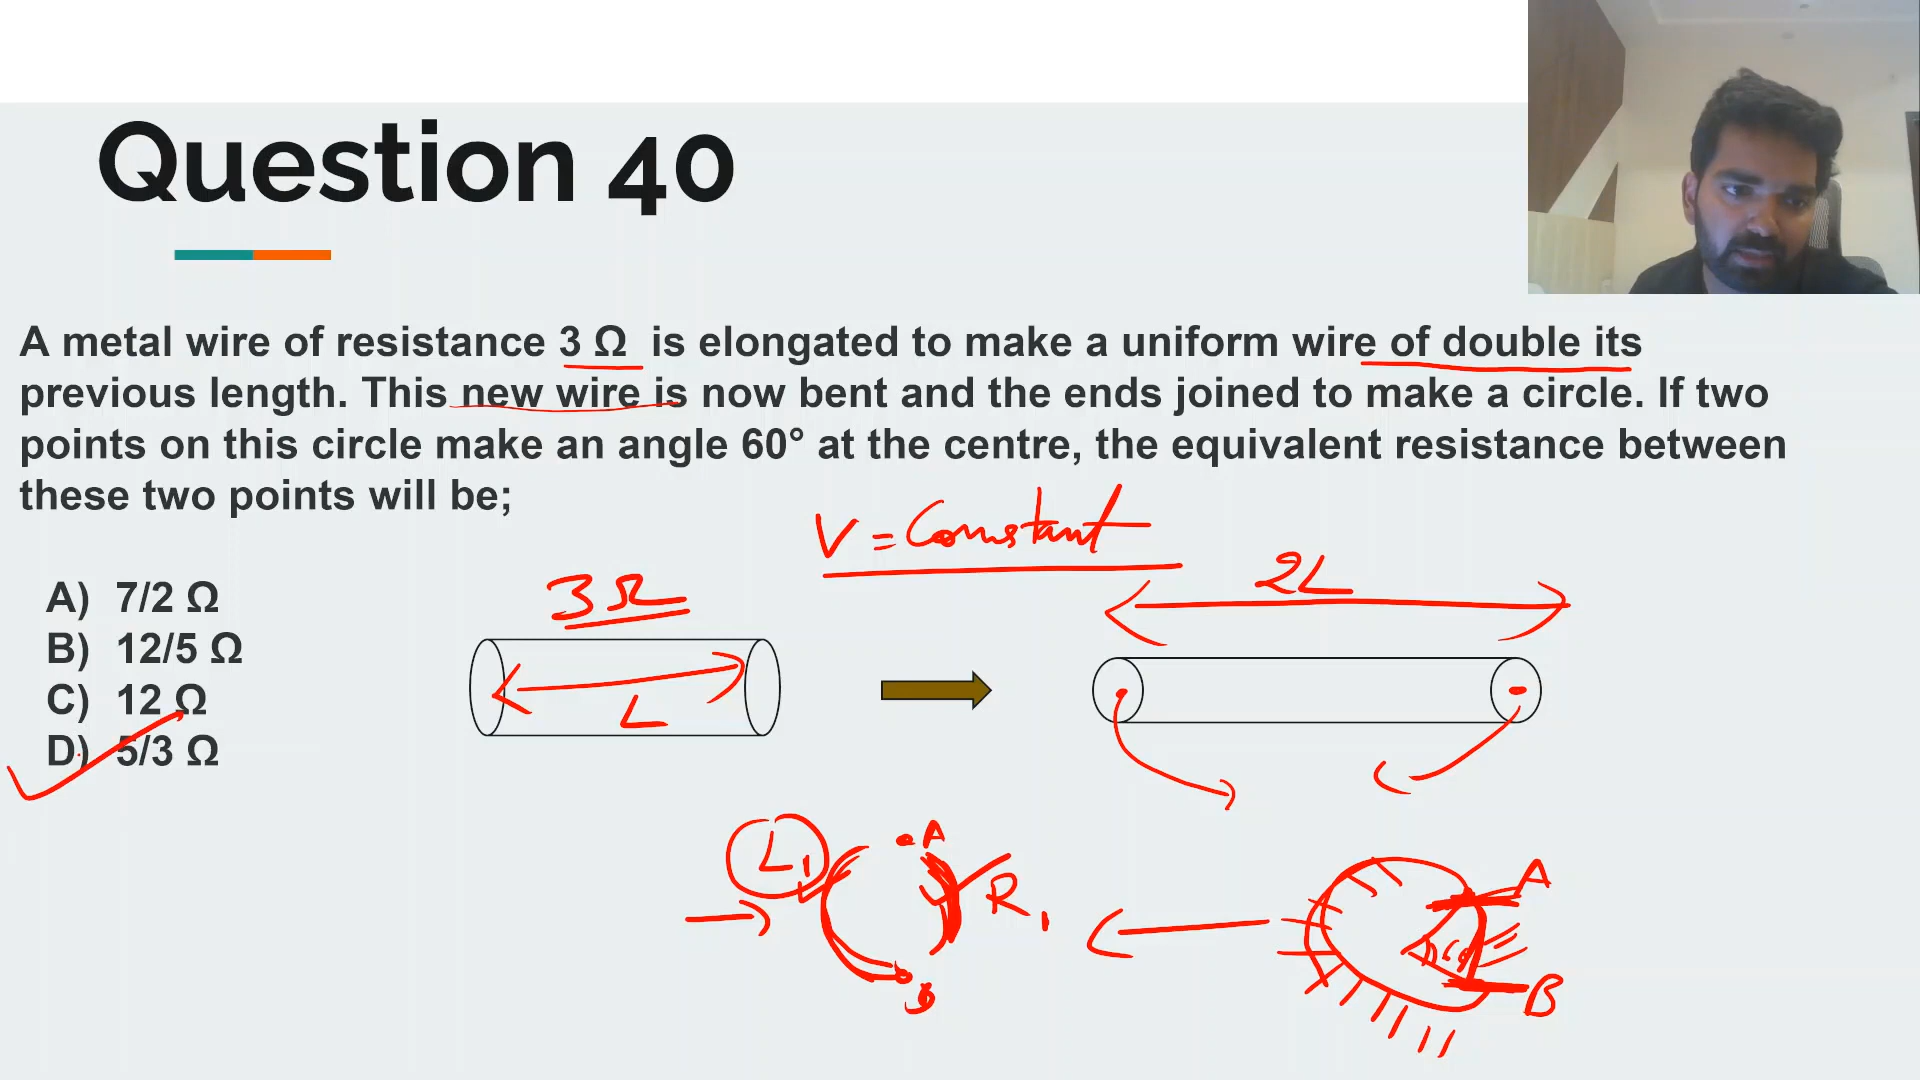 Question 40
A metal wire of resistance 3 Ω is elongated to make a uniform wire of double its
previous length. This new wire is now bent and the ends joined to make a circle. If two
points on this circle make an angle 60° at the centre, the equivalent resistance between
these two points will be;
V = Constant
A) 7/2 Ω
B) 12/5 Ω
C) 12 Ω
D) 5/3 Ω
3Ω
2L
L
L1
A
R1
B
A
60
B